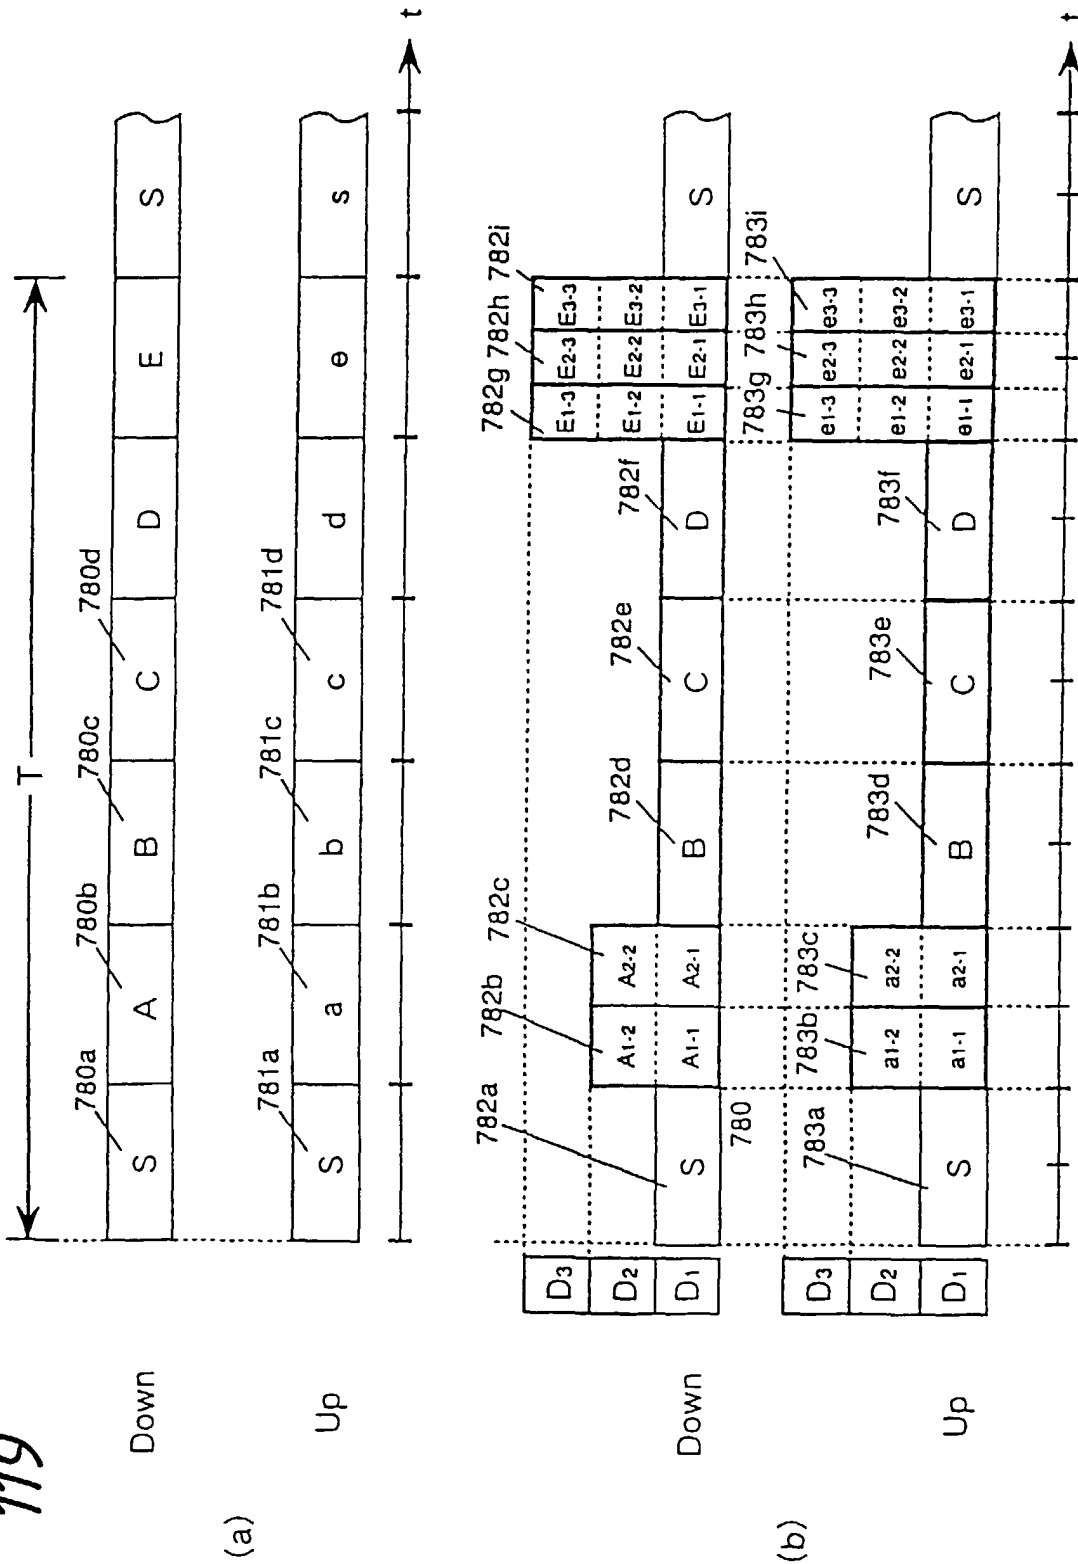 (a)
T
Down
780a 780b 780c 780d
S A B C D E S
Up
781a 781b 781c 781d
S a b c d e s
t
(b)
Down
D3
D2
D1
782a 782b 782c 782d 782e 782f 782g 782h 782i
A1-2 A2-2 E1-3 E2-3 E3-3
E1-2 E2-2 E3-2
S A1-1 A2-1 B C D E1-1 E2-1 E3-1 S
780
Up
D3
D2
D1
783a 783b 783c 783d 783e 783f 783g 783h 783i
a1-2 a2-2 e1-3 e2-3 e3-3
e1-2 e2-2 e3-2
S a1-1 a2-1 B C D e1-1 e2-1 e3-1 S
t